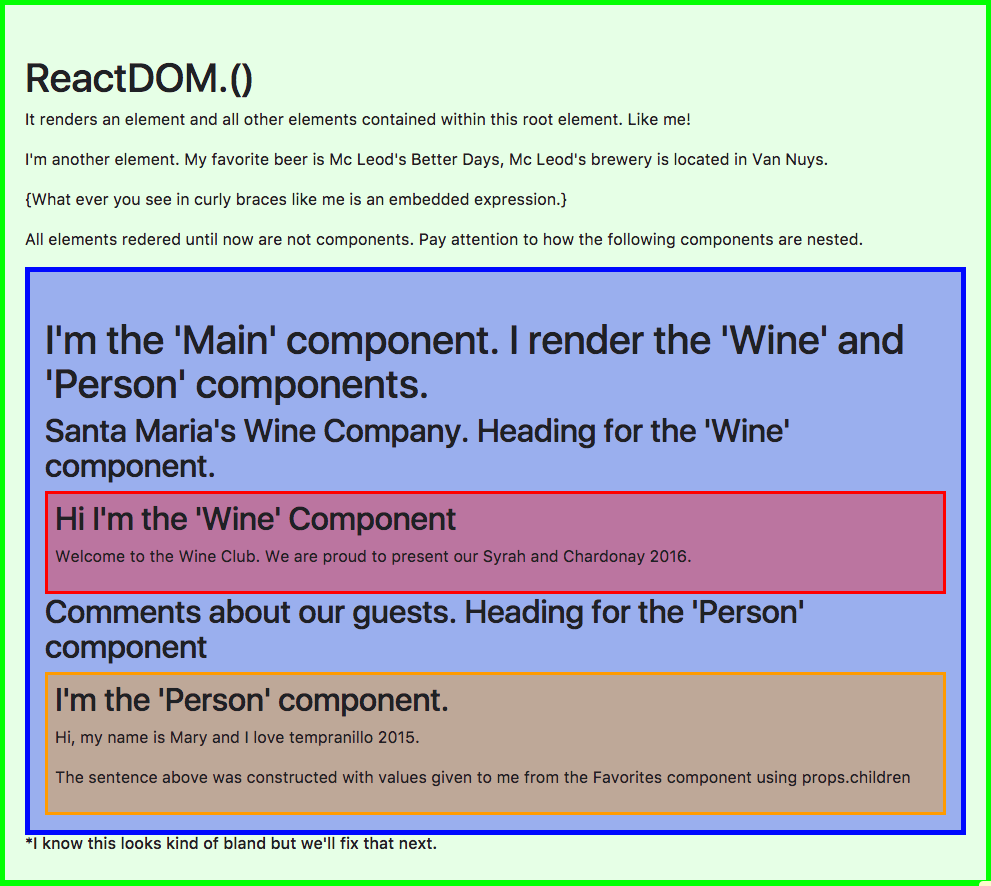 ReactDOM.()
It renders an element and all other elements contained within this root element. Like me!
I'm another element. My favorite beer is Mc Leod's Better Days, Mc Leod's brewery is located in Van Nuys.
{What ever you see in curly braces like me is an embedded expression.}
All elements redered until now are not components. Pay attention to how the following components are nested.
I'm the 'Main' component. I render the 'Wine' and
'Person' components.
Santa Maria's Wine Company. Heading for the 'Wine'
component.
Hi I'm the 'Wine' Component
Welcome to the Wine Club. We are proud to present our Syrah and Chardonay 2016.
Comments about our guests. Heading for the 'Person'
component
I'm the 'Person' component.
Hi, my name is Mary and I love tempranillo 2015.
The sentence above was constructed with values given to me from the Favorites component using props.children
*I know this looks kind of bland but we'll fix that next.